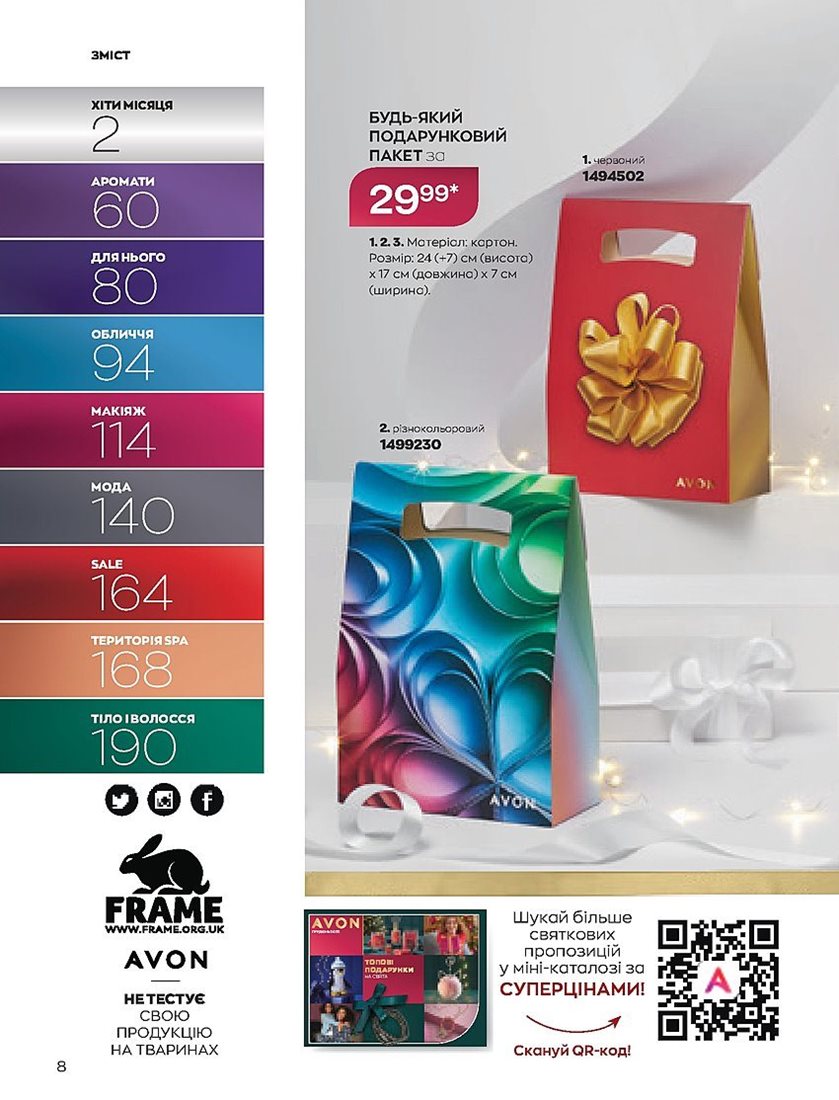 ЗМІСТ
ХІТИ МІСЯЦЯ
2
АРОМАТИ
60
ДЛЯ НЬОГО
80
ОБЛИЧЧЯ
94
МАКІЯЖ
114
МОДА
140
SALE
164
ТЕРИТОРІЯ SPA
168
ТІЛО І ВОЛОССЯ
190
FRAME
WWW.FRAME.ORG.UK
AVON
НЕ ТЕСТУЄ
СВОЮ
ПРОДУКЦІЮ
НА ТВАРИНАХ
8
БУДЬ-ЯКИЙ
ПОДАРУНКОВИЙ
ПАКЕТ за
29⁹⁹*
1. 2. 3. Матеріал: картон.
Розмір: 24 (+7) см (висота)
х 17 см (довжина) х 7 см
(ширина).
1. червоний
1494502
AVON
2. різнокольоровий
1499230
AVON
AVON
ТОПОВІ
ПОДАРУНКИ
НА СВЯТА
Шукай більше
святкових
пропозицій
у міні-каталозі за
СУПЕРЦІНАМИ!
Скануй QR-код!
A